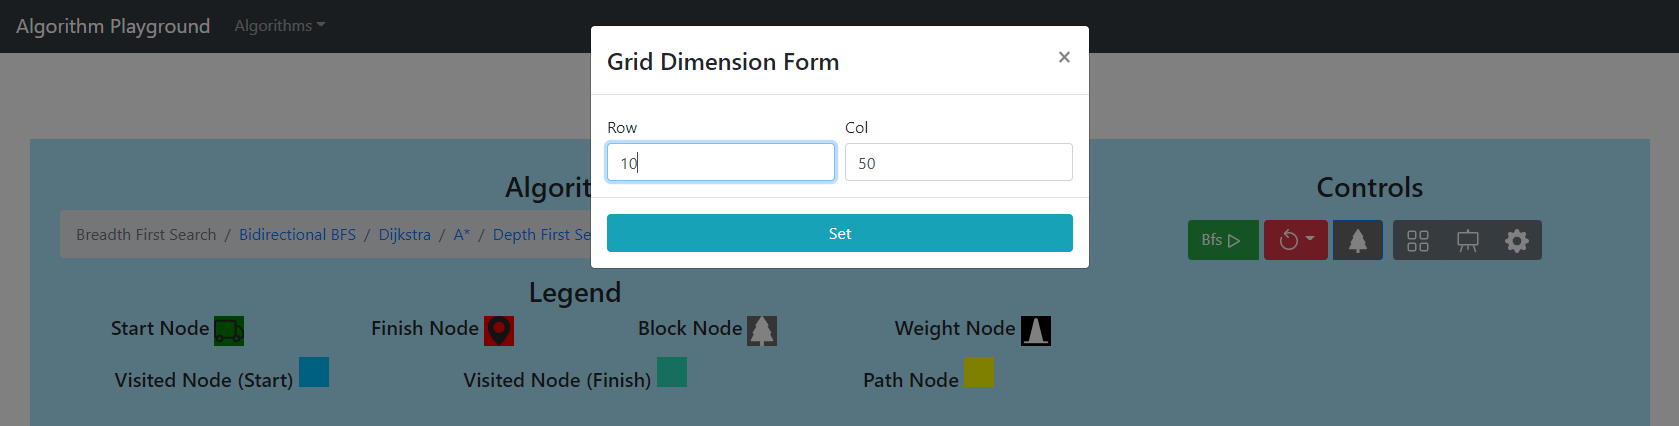 Algorithm Playground Algorithms
Grid Dimension Form ×
Row Col
10 50
Set
Algorit
Controls
Breadth First Search / Bidirectional BFS / Dijkstra / A* / Depth First Se
Bfs
Legend
Start Node Finish Node Block Node Weight Node
Visited Node (Start) Visited Node (Finish) Path Node